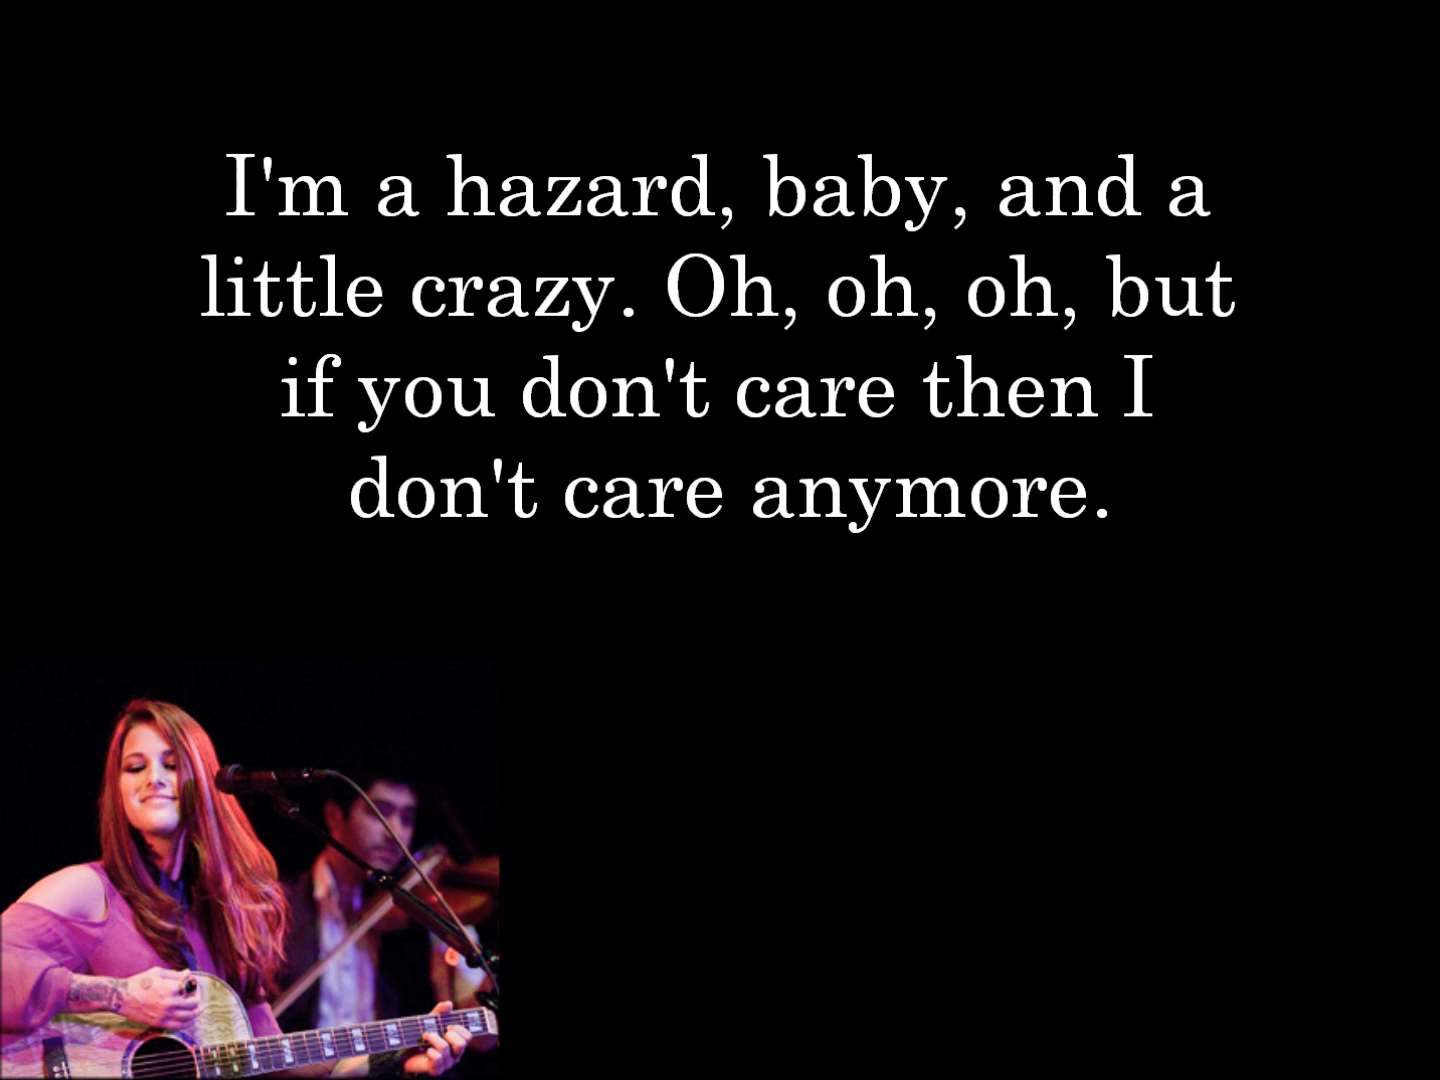 I'm a hazard, baby, and a
little crazy. Oh, oh, oh, but
if you don't care then I
don't care anymore.